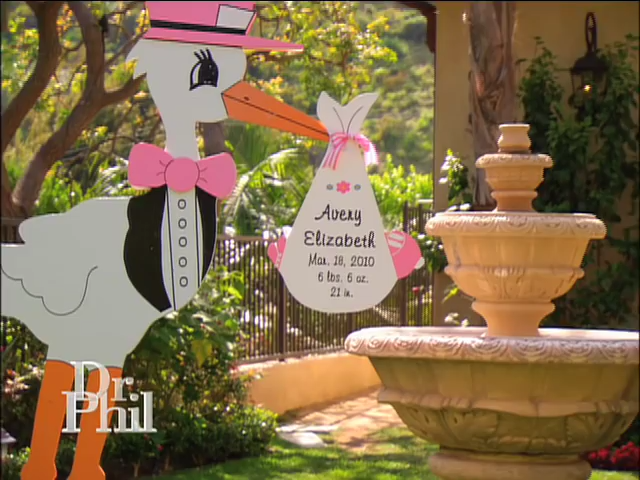 Avery
Elizabeth
Mar. 18, 2010
6 lbs. 6 oz.
21 in.
Dr.
Phil